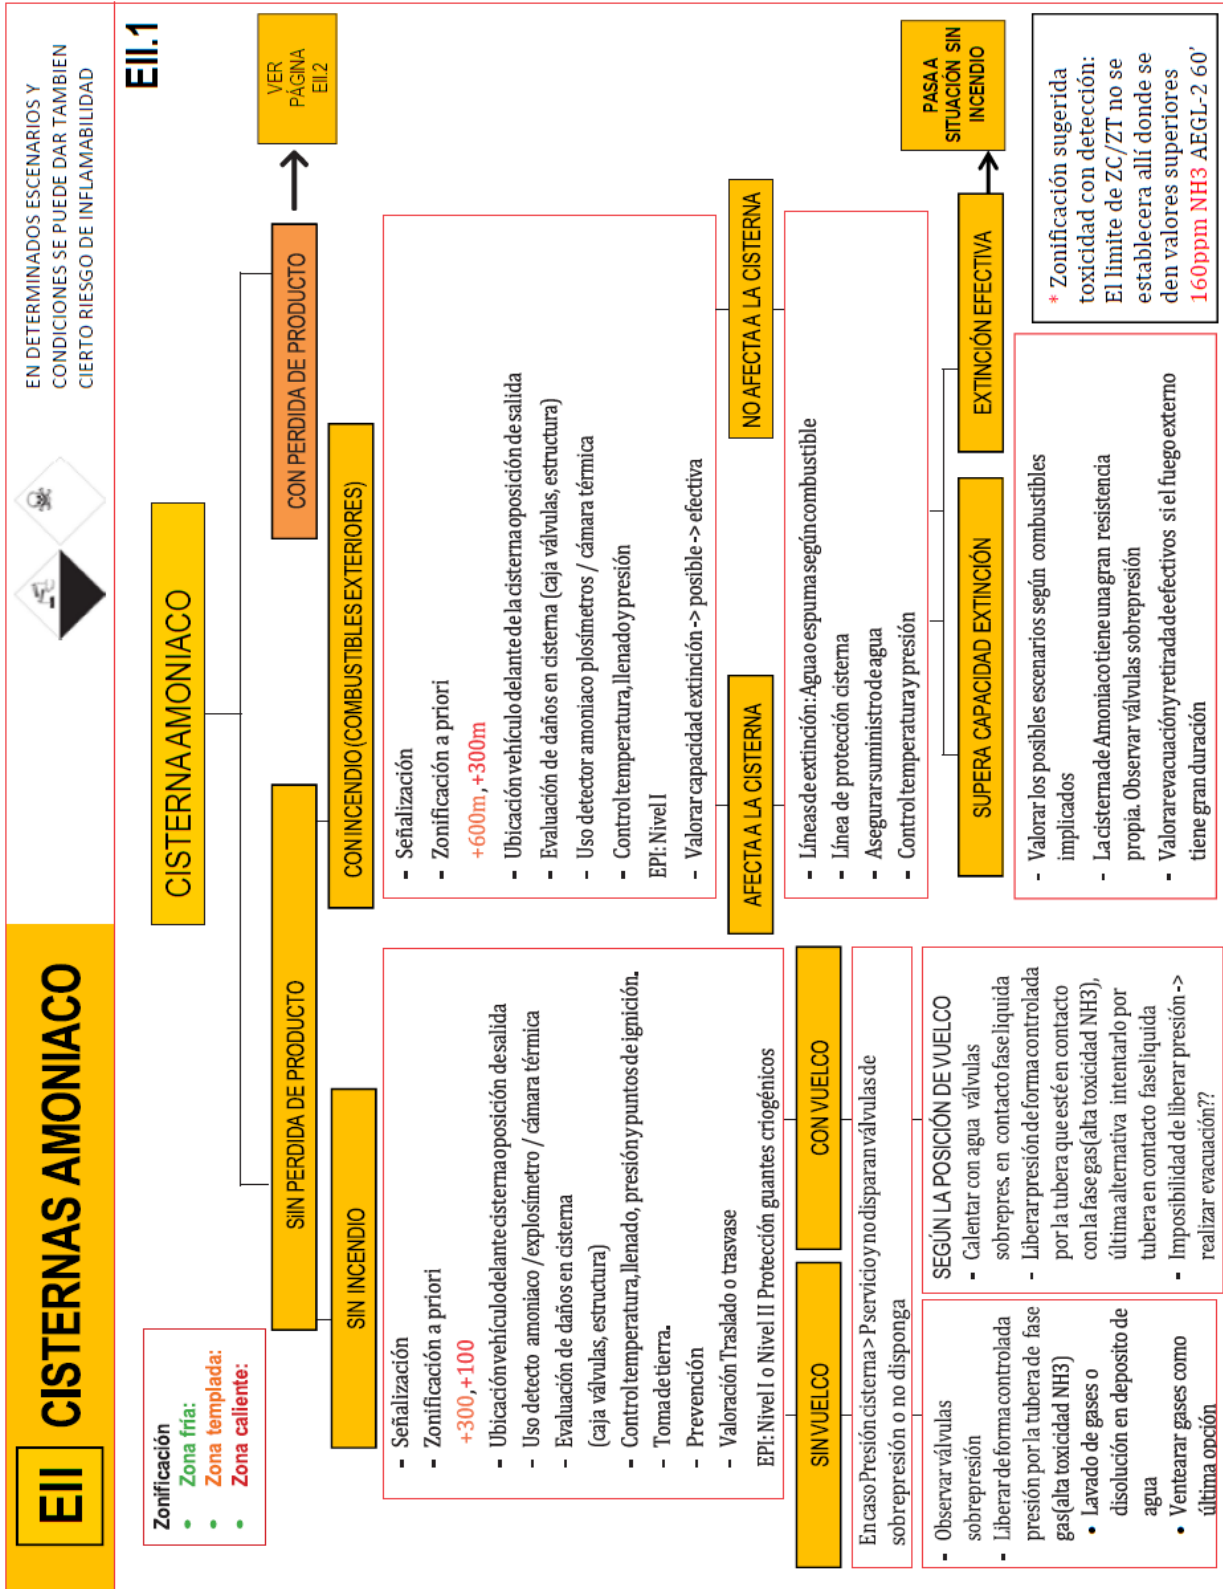 EII
CISTERNAS AMONIACO
EN DETERMINADOS ESCENARIOS Y
CONDICIONES SE PUEDE DAR TAMBIEN
CIERTO RIESGO DE INFLAMABILIDAD
EII.1
Zonificación
• Zona fría:
• Zona templada:
• Zona caliente:
CISTERNA AMONIACO
SiIN PERDIDA DE PRODUCTO
CON PERDIDA DE PRODUCTO
VER
PÁGINA
EII.2
SIN INCENDIO
CON INCENDIO (COMBUSTIBLES EXTERIORES)
- Señalización
- Zonificación a priori
+300,+100
- Ubicación vehículo delante cisterna oposición de salida
- Uso detecto amoniaco /explosímetro / cámara térmica
- Evaluación de daños en cisterna
(caja válvulas, estructura)
- Control temperatura, llenado, presión y puntos de ignición.
- Toma de tierra.
- Prevención
- Valoración Traslado o trasvase
EPI: Nivel I o Nivel II Protección guantes criogénicos
- Señalización
- Zonificación a priori
+600m,+300m
- Ubicación vehículo delante de la cisterna oposición de salida
- Evaluación de daños en cisterna (caja válvulas, estructura)
- Uso detector amoniaco plosímetros / cámara térmica
- Control temperatura, llenado y presión
EPI: Nivel I
- Valorar capacidad extinción -> posible -> efectiva
SIN VUELCO
CON VUELCO
En caso Presión cisterna > P servicio y no disparan válvulas de
sobrepresión o no disponga
- Observar válvulas
sobrepresión
- Liberar de forma controlada
presión por la tubera de fase
gas(alta toxicidad NH3)
• Lavado de gases o
disolución en deposito de
agua
• Ventearar gases como
última opción
SEGÚN LA POSICIÓN DE VUELCO
- Calentar con agua válvulas
sobrepres. en contacto fase liquida
- Liberar presión de forma controlada
por la tubera que esté en contacto
con la fase gas(alta toxicidad NH3),
última alternativa intentarlo por
tubera en contacto fase liquida
- Imposibilidad de liberar presión ->
realizar evacuación??
AFECTA A LA CISTERNA
NO AFECTA A LA CISTERNA
- Líneas de extinción: Agua o espuma según combustible
- Línea de protección cisterna
- Asegurar suministro de agua
- Control temperatura y presión
SUPERA CAPACIDAD EXTINCIÓN
EXTINCIÓN EFECTIVA
PASA A
SITUACIÓN SIN
INCENDIO
- Valorar los posibles escenarios según combustibles
implicados
- La cisterna de Amoniaco tiene una gran resistencia
propia. Observar válvulas sobrepresión
- Valorar evacuación y retirada de efectivos si el fuego externo
tiene gran duración
* Zonificación sugerida
toxicidad con detección:
El limite de ZC/ZT no se
establecera allí donde se
den valores superiores
160ppm NH3 AEGL-2 60'